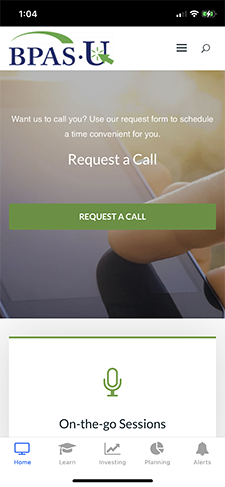 1:04
BPAS·U
Want us to call you? Use our request form to schedule
a time convenient for you.
Request a Call
REQUEST A CALL
On-the-go Sessions
Home Learn Investing Planning Alerts